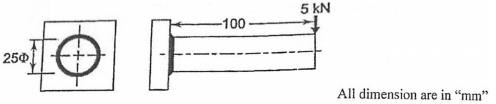 5 kN
100
25Φ
All dimension are in “mm”